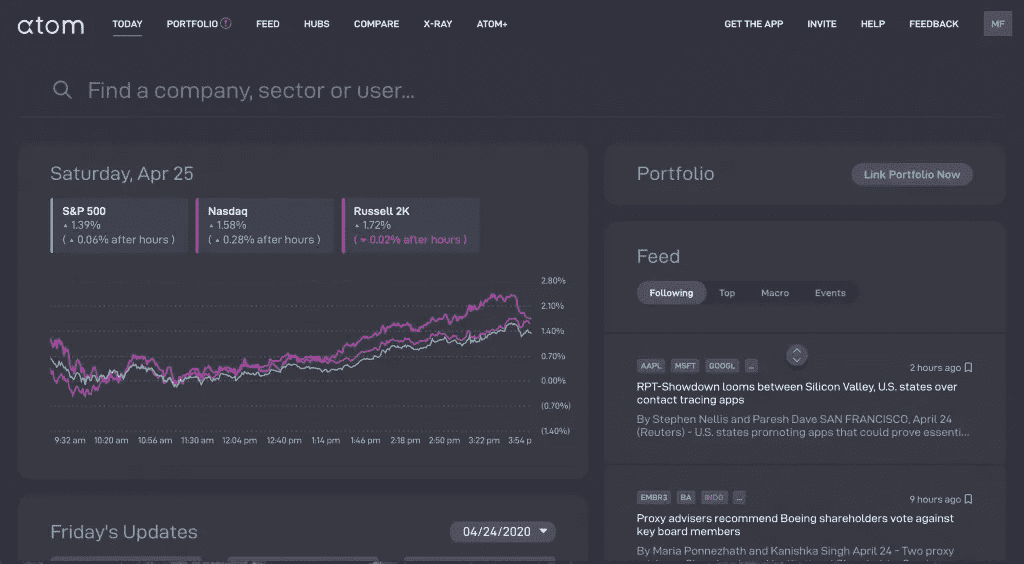 atom
TODAY PORTFOLIO FEED HUBS COMPARE X-RAY ATOM+ GET THE APP INVITE HELP FEEDBACK MF
Find a company, sector or user...
Saturday, Apr 25
S&P 500
1.39%
( 0.06% after hours )
Nasdaq
1.58%
( 0.28% after hours )
Russell 2K
1.72%
( 0.02% after hours )
2.80%
2.10%
1.40%
0.70%
0.00%
(0.70%)
(1.40%)
9:32 am 10:20 am 10:56 am 11:30 am 12:04 pm 12:40 pm 1:14 pm 1:46 pm 2:18 pm 2:50 pm 3:22 pm 3:54 p
Friday's Updates
04/24/2020
Portfolio
Link Portfolio Now
Feed
Following Top Macro Events
AAPL MSFT GOOGL ...
2 hours ago
RPT-Showdown looms between Silicon Valley, U.S. states over
contact tracing apps
By Stephen Nellis and Paresh Dave SAN FRANCISCO, April 24
(Reuters) - U.S. states promoting apps that could prove essenti...
EMBR3 BA INDO ...
9 hours ago
Proxy advisers recommend Boeing shareholders vote against
key board members
By Maria Ponnezhath and Kanishka Singh April 24 - Two proxy